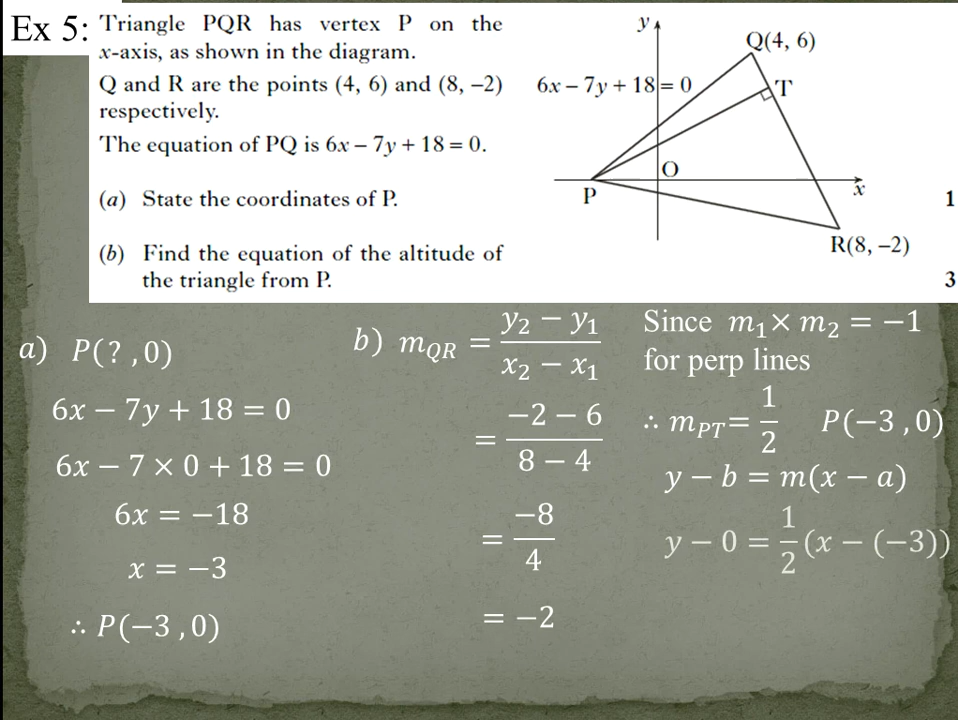 Ex 5:
Triangle PQR has vertex P on the
x-axis, as shown in the diagram.
Q and R are the points (4, 6) and (8, –2)
respectively.
The equation of PQ is 6x – 7y + 18 = 0.
(a) State the coordinates of P.
1
(b) Find the equation of the altitude of
the triangle from P.
3
y
Q(4, 6)
6x – 7y + 18 = 0
T
O
P
x
R(8, –2)
a) P(? , 0)
6x − 7y + 18 = 0
6x − 7 × 0 + 18 = 0
6x = −18
x = −3
∴ P(−3 , 0)
b) m_QR = (y₂ − y₁)/(x₂ − x₁)
= (−2 − 6)/(8 − 4)
= −8/4
= −2
Since m₁ × m₂ = −1
for perp lines
∴ m_PT = 1/2 P(−3 , 0)
y − b = m(x − a)
y − 0 = 1/2 (x − (−3))